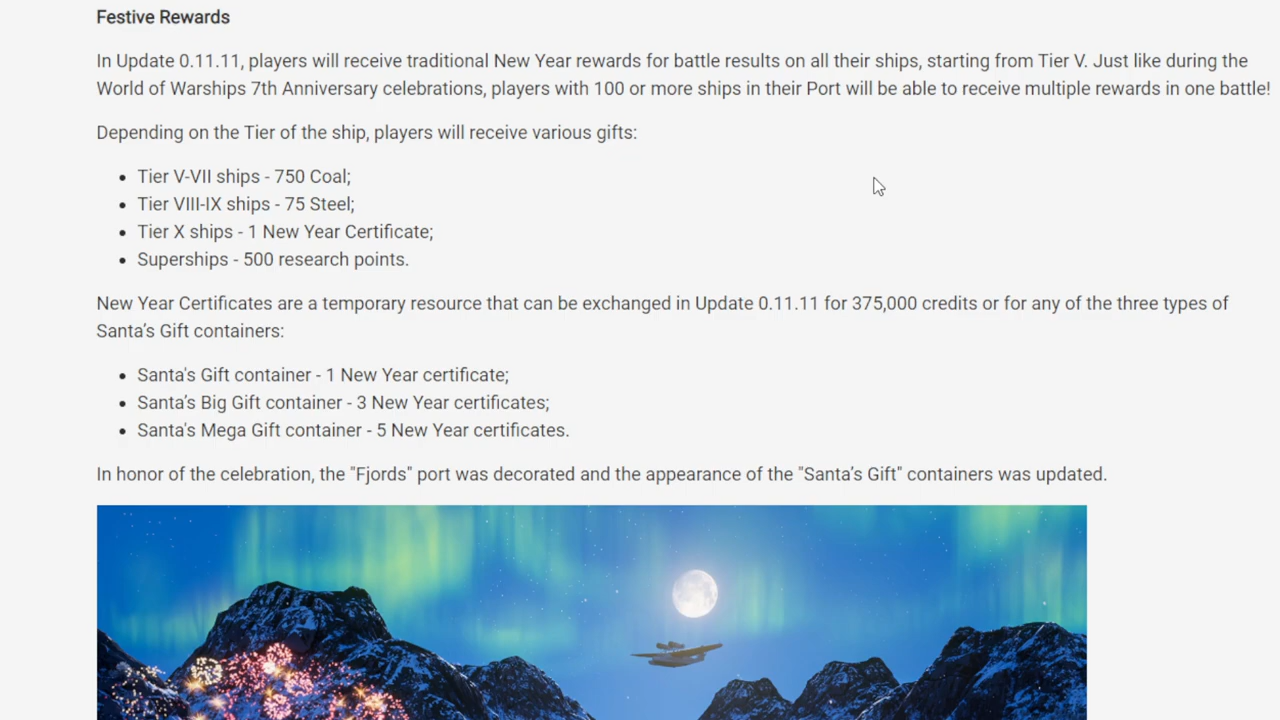 Festive Rewards
In Update 0.11.11, players will receive traditional New Year rewards for battle results on all their ships, starting from Tier V. Just like during the
World of Warships 7th Anniversary celebrations, players with 100 or more ships in their Port will be able to receive multiple rewards in one battle!
Depending on the Tier of the ship, players will receive various gifts:
• Tier V-VII ships - 750 Coal;
• Tier VIII-IX ships - 75 Steel;
• Tier X ships - 1 New Year Certificate;
• Superships - 500 research points.
New Year Certificates are a temporary resource that can be exchanged in Update 0.11.11 for 375,000 credits or for any of the three types of
Santa’s Gift containers:
• Santa's Gift container - 1 New Year certificate;
• Santa’s Big Gift container - 3 New Year certificates;
• Santa's Mega Gift container - 5 New Year certificates.
In honor of the celebration, the "Fjords" port was decorated and the appearance of the "Santa’s Gift" containers was updated.